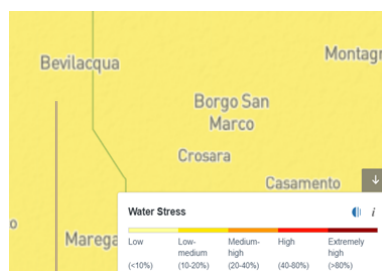 Montagn
Bevilacqua
Borgo San
Marco
Crosara
Casamento
o
Marega
Water Stress
i
Low
(<10%)
Low-
medium
(10-20%)
Medium-
high
(20-40%)
High
(40-80%)
Extremely
high
(>80%)